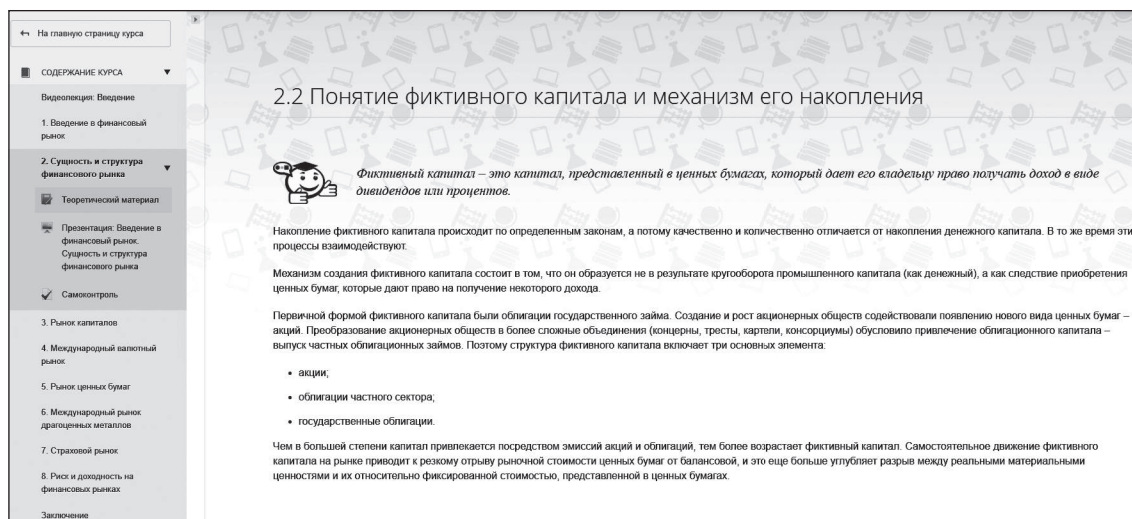 На главную страницу курса
СОДЕРЖАНИЕ КУРСА
Видеолекция: Введение
1. Введение в финансовый
рынок
2. Сущность и структура
финансового рынка
Теоретический материал
Презентация: Введение в
финансовый рынок.
Сущность и структура
финансового рынка
Самоконтроль
3. Рынок капиталов
4. Международный валютный
рынок
5. Рынок ценных бумаг
6. Международный рынок
драгоценных металлов
7. Страховой рынок
8. Риск и доходность на
финансовых рынках
Заключение
2.2 Понятие фиктивного капитала и механизм его накопления
Фиктивный капитал – это капитал, представленный в ценных бумагах, который дает его владельцу право получать доход в виде
дивидендов или процентов.
Накопление фиктивного капитала происходит по определенным законам, а потому качественно и количественно отличается от накопления денежного капитала. В то же время эти
процессы взаимодействуют.
Механизм создания фиктивного капитала состоит в том, что он образуется не в результате кругооборота промышленного капитала (как денежный), а как следствие приобретения
ценных бумаг, которые дают право на получение некоторого дохода.
Первичной формой фиктивного капитала были облигации государственного займа. Создание и рост акционерных обществ содействовали появлению нового вида ценных бумаг –
акций. Преобразование акционерных обществ в более сложные объединения (концерны, тресты, картели, консорциумы) обусловило привлечение облигационного капитала –
выпуск частных облигационных займов. Поэтому структура фиктивного капитала включает три основных элемента:
• акции;
• облигации частного сектора;
• государственные облигации.
Чем в большей степени капитал привлекается посредством эмиссий акций и облигаций, тем более возрастает фиктивный капитал. Самостоятельное движение фиктивного
капитала на рынке приводит к резкому отрыву рыночной стоимости ценных бумаг от балансовой, и это еще больше углубляет разрыв между реальными материальными
ценностями и их относительно фиксированной стоимостью, представленной в ценных бумагах.